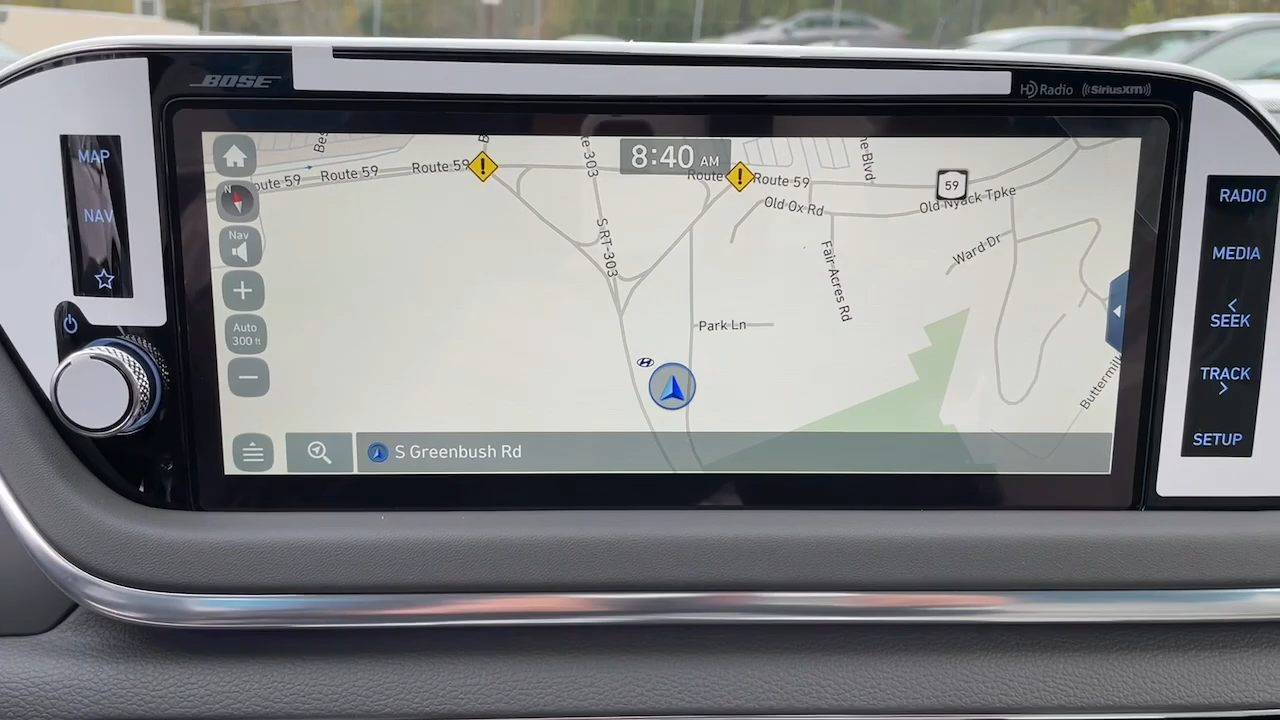 BOSE
HD Radio
((SiriusXM))
MAP
NAV
RADIO
MEDIA
<
SEEK
TRACK
>
SETUP
8:40 AM
N
Nav
+
Auto
300 ft
−
Route 59
Route 59
Route 59
Route 59
59
Old Ox Rd
Old Nyack Tpke
S RT-303
Fair Acres Rd
Ward Dr
Park Ln
S Greenbush Rd